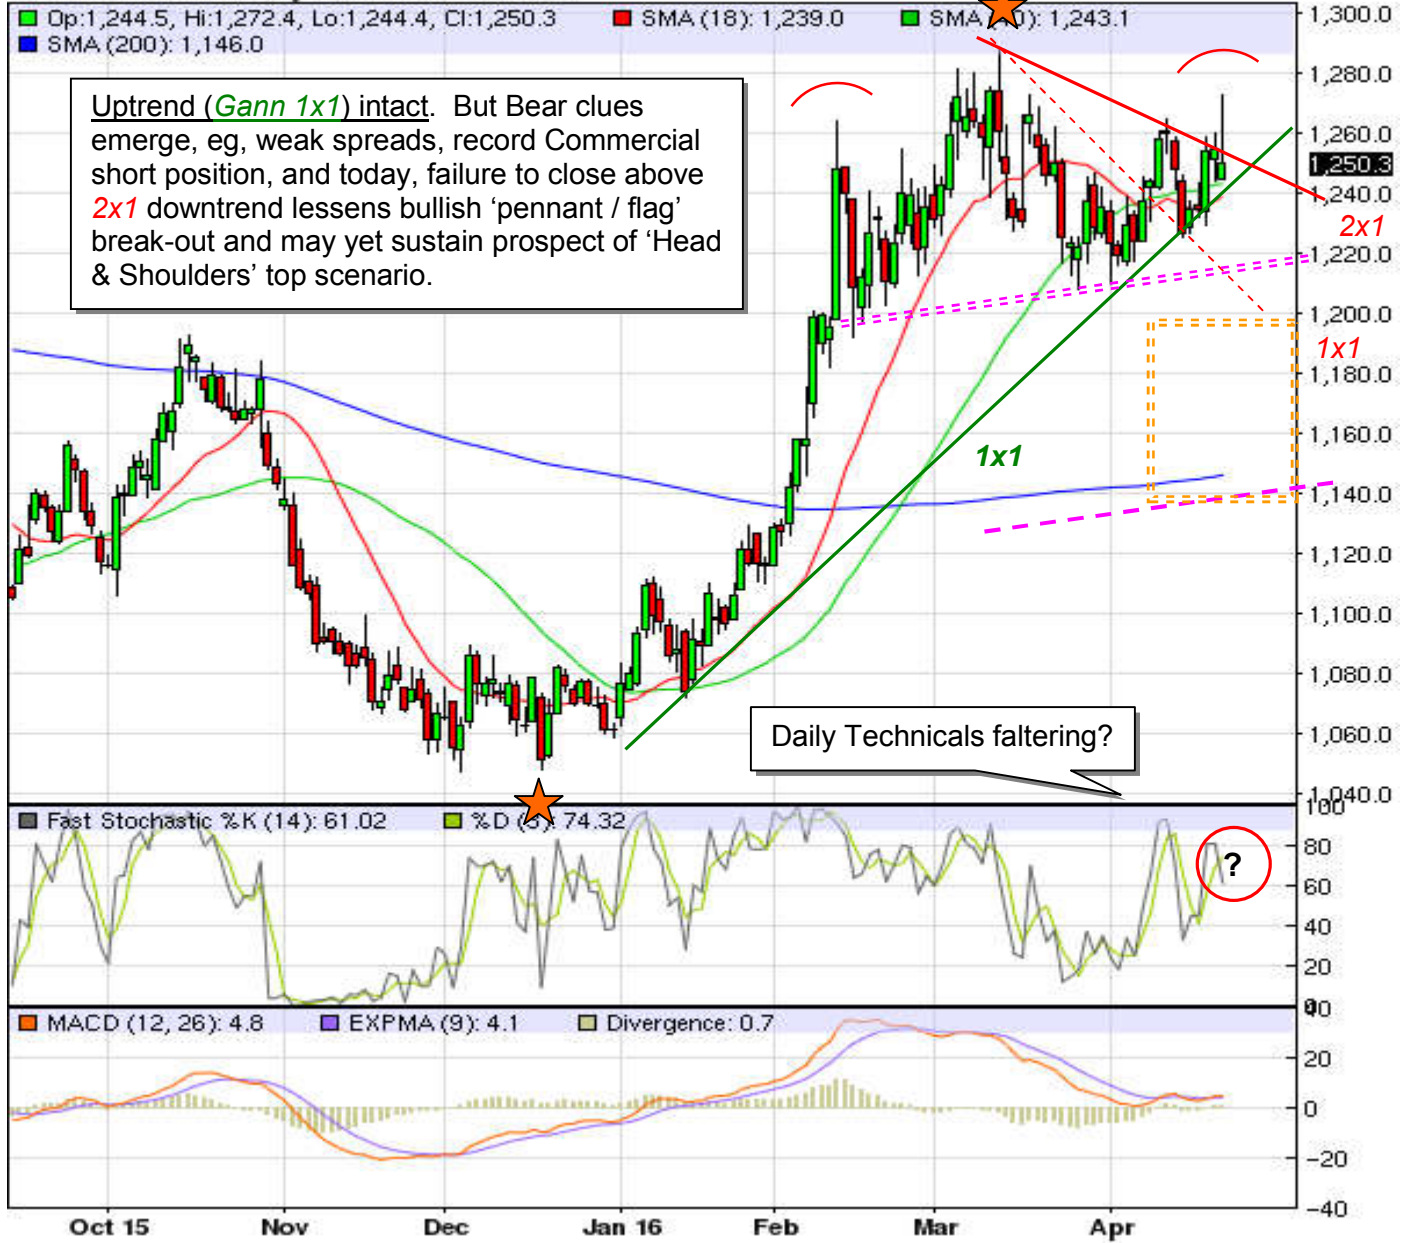 Op:1,244.5, Hi:1,272.4, Lo:1,244.4, Cl:1,250.3 SMA (18): 1,239.0 SMA 0): 1,243.1
SMA (200): 1,146.0
Uptrend (Gann 1x1) intact. But Bear clues
emerge, eg, weak spreads, record Commercial
short position, and today, failure to close above
2x1 downtrend lessens bullish ‘pennant / flag’
break-out and may yet sustain prospect of ‘Head
& Shoulders’ top scenario.
1,300.0
1,280.0
1,260.0
1,250.3
1,240.0
2x1
1,220.0
1,200.0
1x1
1,180.0
1,160.0
1x1
1,140.0
1,120.0
1,100.0
1,080.0
1,060.0
Daily Technicals faltering?
1,040.0
100
Fast Stochastic %K (14): 61.02 %D ( ): 74.32
80
?
60
40
20
MACD (12, 26): 4.8 EXPMA (9): 4.1 Divergence: 0.7
20
0
−20
−40
Oct 15 Nov Dec Jan 16 Feb Mar Apr